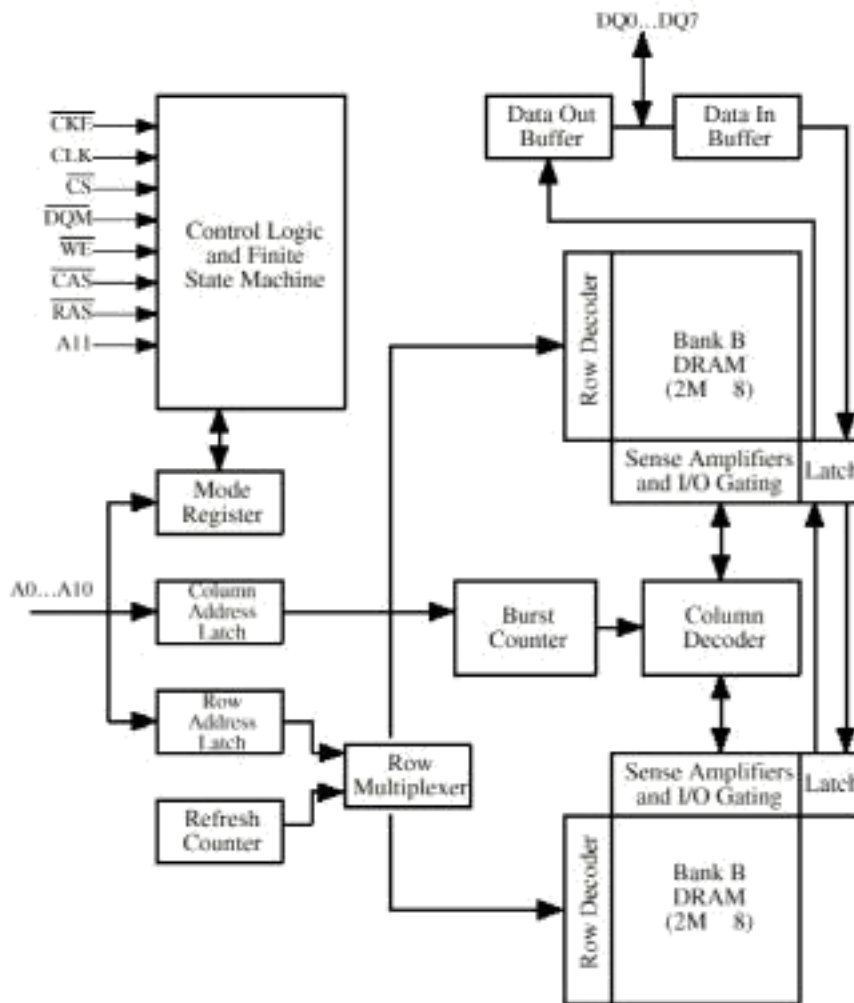 DQ0...DQ7
Data Out
Buffer
Data In
Buffer
CKE
CLK
CS
DQM
WE
CAS
RAS
A11
Control Logic
and Finite
State Machine
Row Decoder
Bank B
DRAM
(2M 8)
Sense Amplifiers
and I/O Gating
Latch
Mode
Register
A0...A10
Column
Address
Latch
Burst
Counter
Column
Decoder
Row
Address
Latch
Row
Multiplexer
Refresh
Counter
Sense Amplifiers
and I/O Gating
Latch
Row Decoder
Bank B
DRAM
(2M 8)